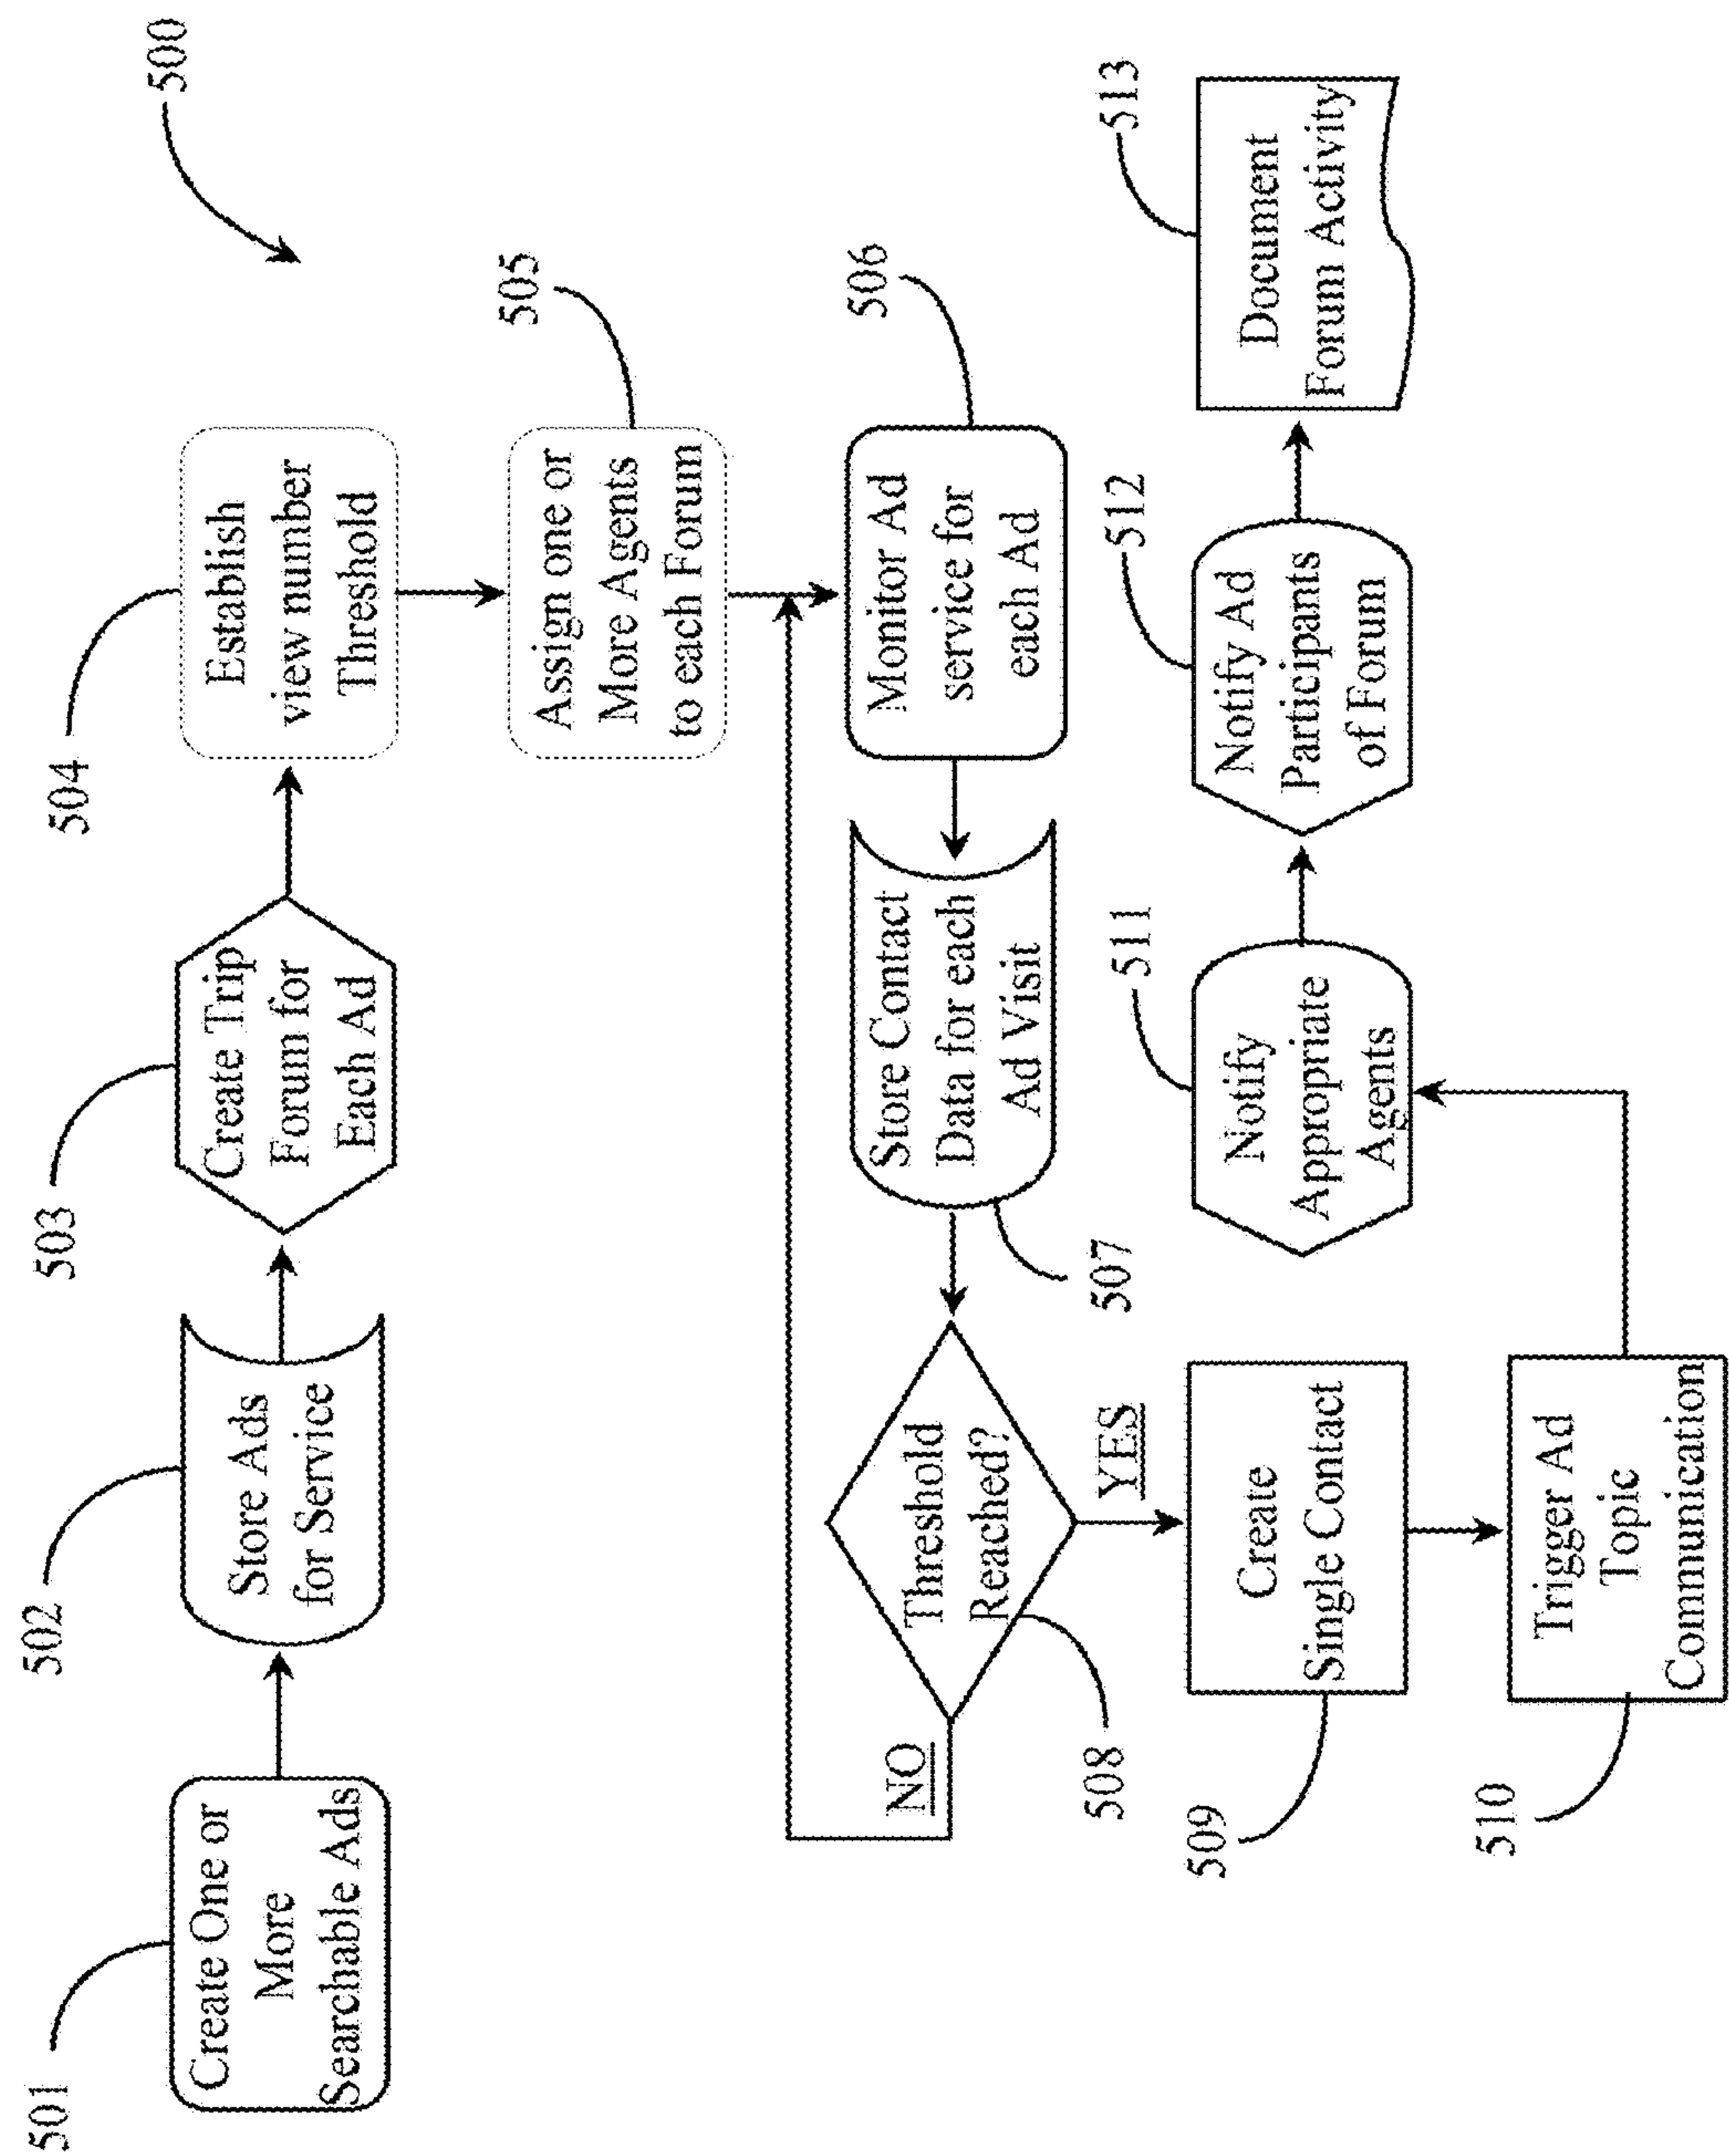 500
501
Create One or
More
Searchable Ads
502
Store Ads
for Service
503
Create Trip
Forum for
Each Ad
504
Establish
view number
Threshold
505
Assign one or
More Agents
to each Forum
506
Monitor Ad
service for
each Ad
507
Store Contact
Data for each
Ad Visit
508
Threshold
Reached?
NO
YES
509
Create
Single Contact
510
Trigger Ad
Topic
Communication
511
Notify
Appropriate
Agents
512
Notify Ad
Participants
of Forum
513
Document
Forum Activity